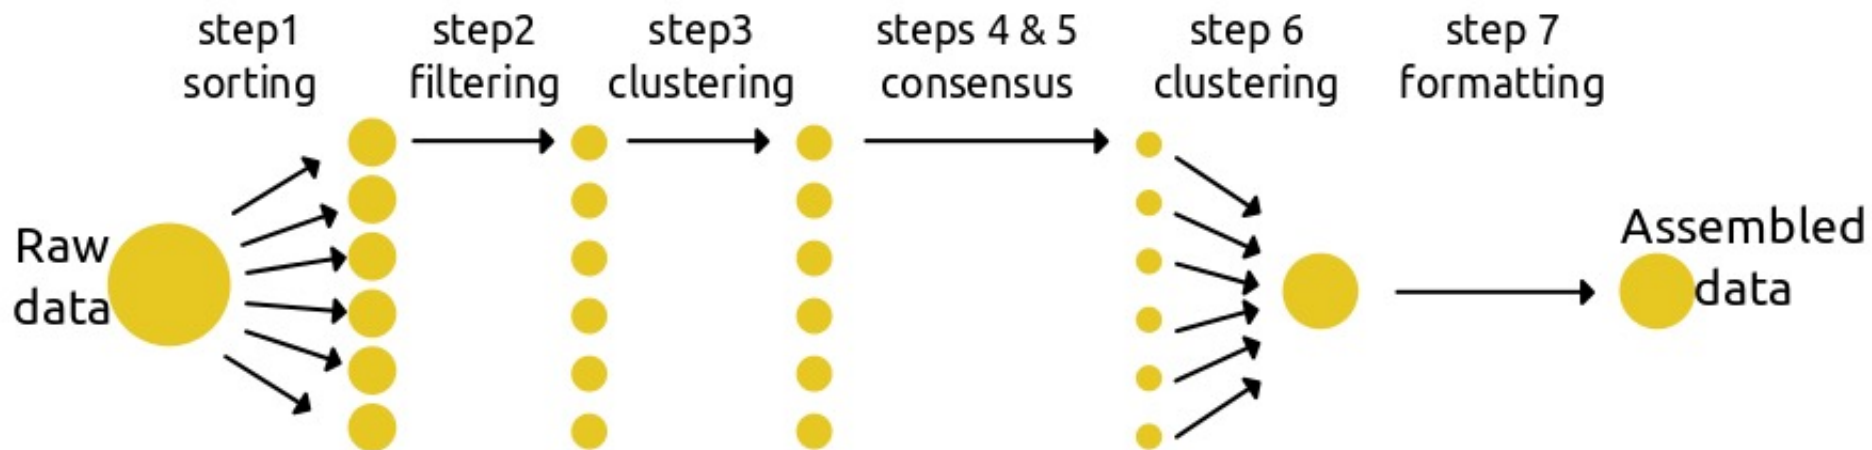 step1
sorting
step2
filtering
step3
clustering
steps 4 & 5
consensus
step 6
clustering
step 7
formatting
Raw
data
Assembled
data